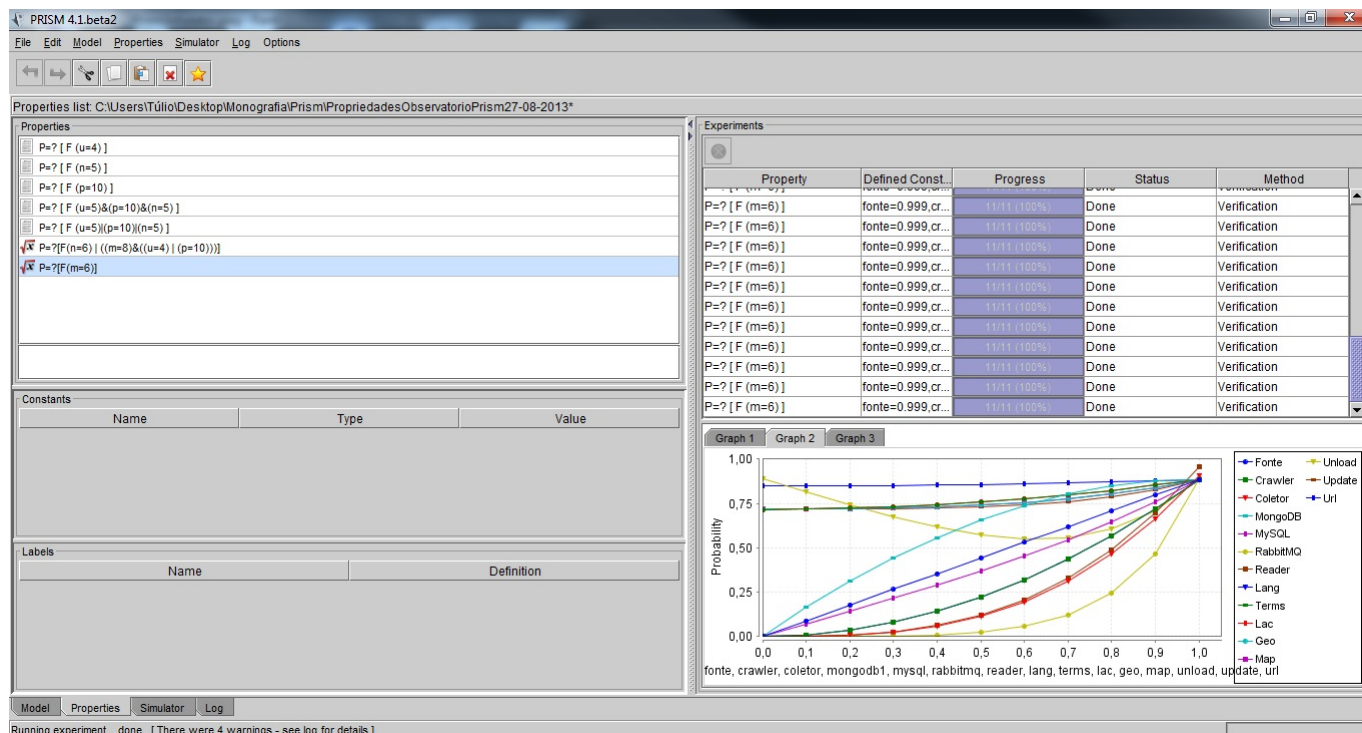 PRISM 4.1.beta2
File Edit Model Properties Simulator Log Options
Properties list: C:\Users\Túlio\Desktop\Monografia\Prism\PropriedadesObservatorioPrism27-08-2013*
Properties
P=? [ F (u=4) ]
P=? [ F (n=5) ]
P=? [ F (p=10) ]
P=? [ F (u=5)&(p=10)&(n=5) ]
P=? [ F (u=5)|(p=10)|(n=5) ]
P=?[F(n=6) | ((m=8)&((u=4) | (p=10)))]
P=?[F(m=6)]
Constants
Name Type Value
Labels
Name Definition
Experiments
Property Defined Const... Progress Status Method
P=? [ F (m=6) ] fonte=0.999,cr... 11/11 (100%) Done Verification
P=? [ F (m=6) ] fonte=0.999,cr... 11/11 (100%) Done Verification
P=? [ F (m=6) ] fonte=0.999,cr... 11/11 (100%) Done Verification
P=? [ F (m=6) ] fonte=0.999,cr... 11/11 (100%) Done Verification
P=? [ F (m=6) ] fonte=0.999,cr... 11/11 (100%) Done Verification
P=? [ F (m=6) ] fonte=0.999,cr... 11/11 (100%) Done Verification
P=? [ F (m=6) ] fonte=0.999,cr... 11/11 (100%) Done Verification
P=? [ F (m=6) ] fonte=0.999,cr... 11/11 (100%) Done Verification
P=? [ F (m=6) ] fonte=0.999,cr... 11/11 (100%) Done Verification
P=? [ F (m=6) ] fonte=0.999,cr... 11/11 (100%) Done Verification
P=? [ F (m=6) ] fonte=0.999,cr... 11/11 (100%) Done Verification
Graph 1 Graph 2 Graph 3
1,00
0,75
0,50
0,25
0,00
Probability
0,0 0,1 0,2 0,3 0,4 0,5 0,6 0,7 0,8 0,9 1,0
fonte, crawler, coletor, mongodb1, mysql, rabbitmq, reader, lang, terms, lac, geo, map, unload, update, url
Fonte Unload
Crawler Update
Coletor Url
MongoDB
MySQL
RabbitMQ
Reader
Lang
Terms
Lac
Geo
Map
Model Properties Simulator Log
Running experiment... done. [ There were 4 warnings - see log for details ]